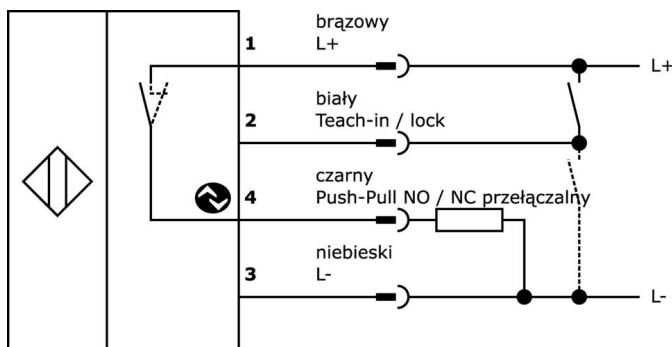 brązowy
1 L+ L+
biały
2 Teach-in / lock
czarny
4 Push-Pull NO / NC przełączalny
niebieski
3 L- L-